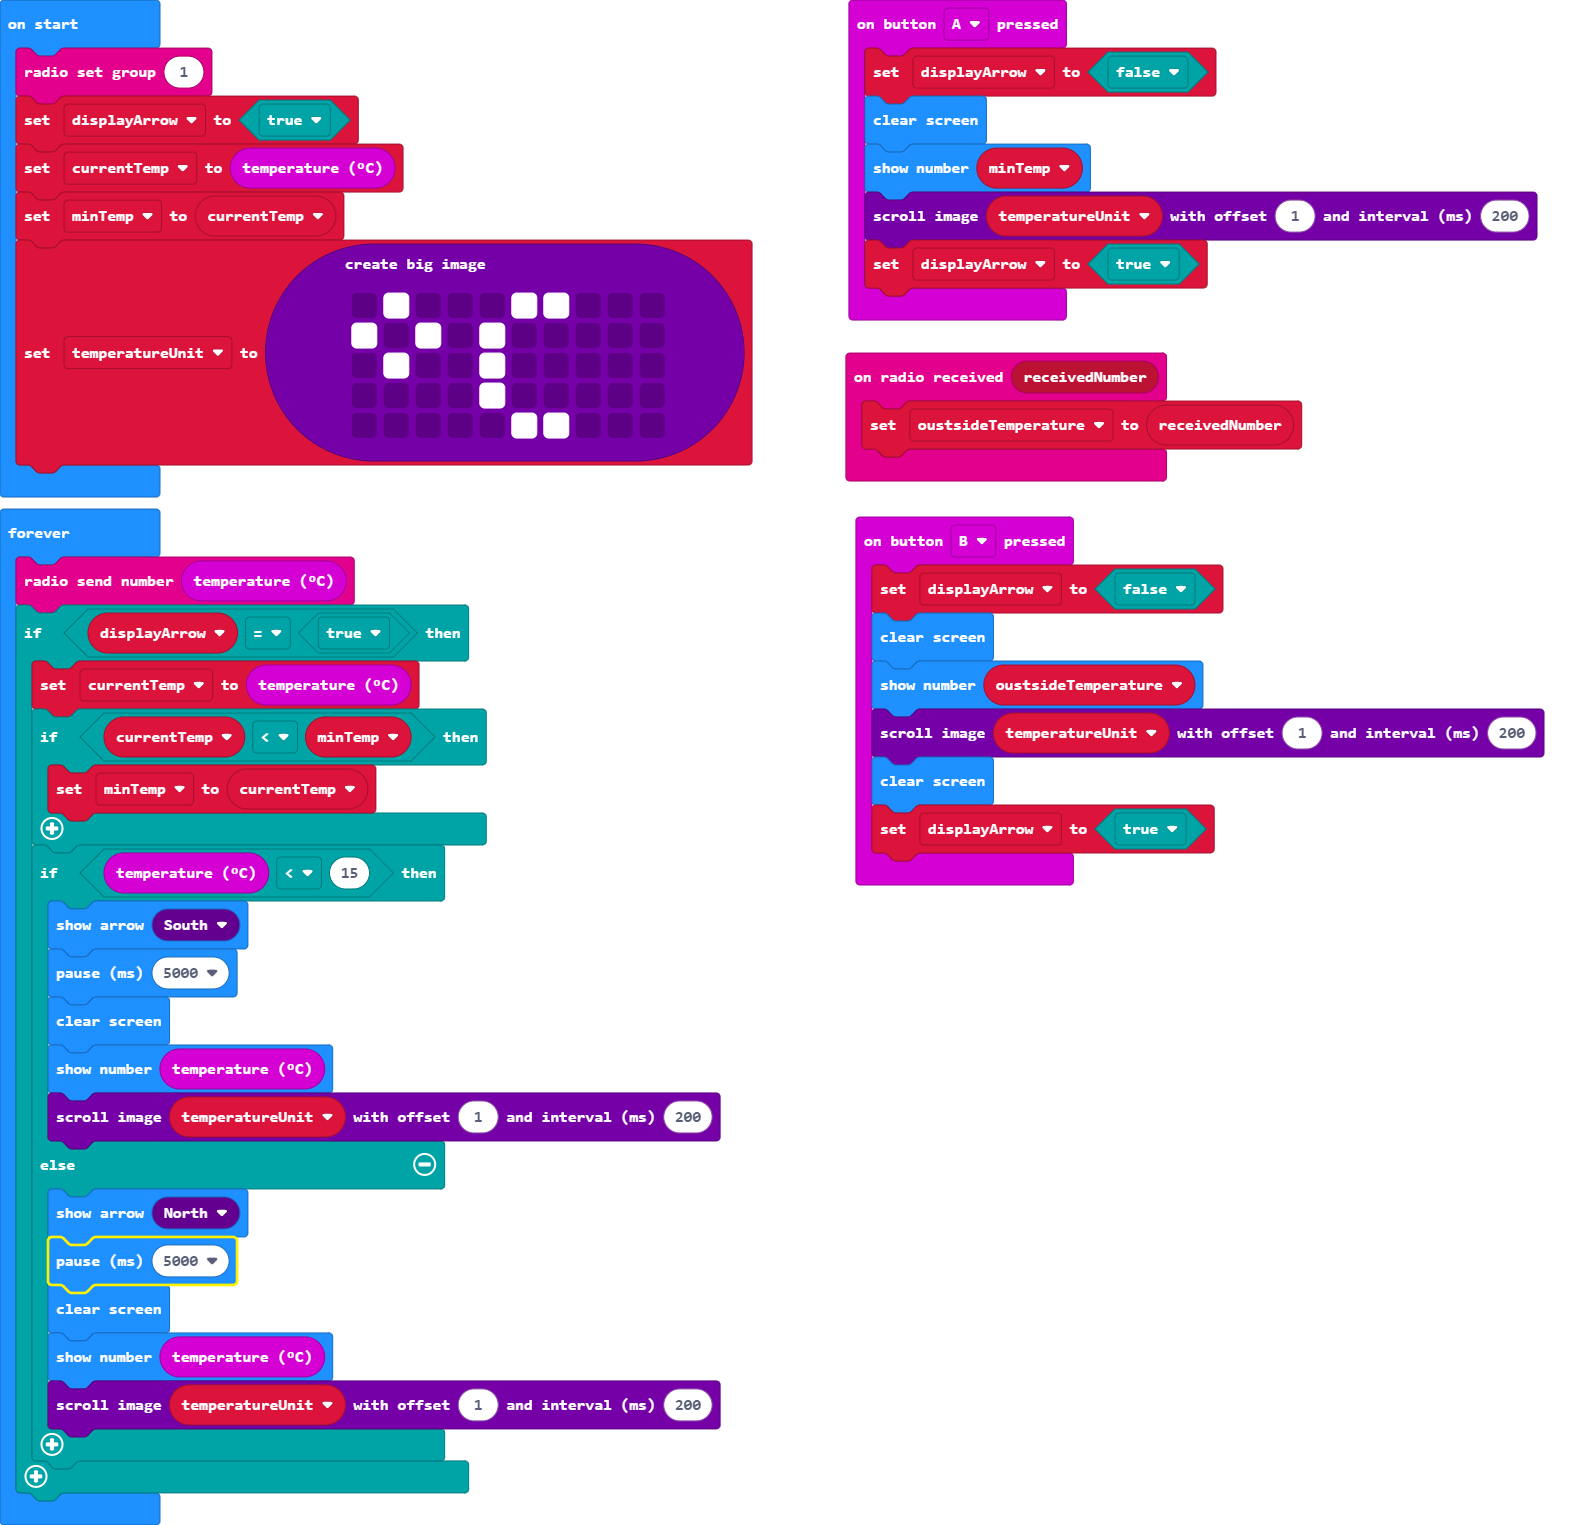 on start
radio set group 1
set displayArrow to true
set currentTemp to temperature (ºC)
set minTemp to currentTemp
create big image
set temperatureUnit to
forever
radio send number temperature (ºC)
if displayArrow = true then
set currentTemp to temperature (ºC)
if currentTemp < minTemp then
set minTemp to currentTemp
if temperature (ºC) < 15 then
show arrow South
pause (ms) 5000
clear screen
show number temperature (ºC)
scroll image temperatureUnit with offset 1 and interval (ms) 200
else
show arrow North
pause (ms) 5000
clear screen
show number temperature (ºC)
scroll image temperatureUnit with offset 1 and interval (ms) 200
on button A pressed
set displayArrow to false
clear screen
show number minTemp
scroll image temperatureUnit with offset 1 and interval (ms) 200
set displayArrow to true
on radio received receivedNumber
set oustsideTemperature to receivedNumber
on button B pressed
set displayArrow to false
clear screen
show number oustsideTemperature
scroll image temperatureUnit with offset 1 and interval (ms) 200
clear screen
set displayArrow to true